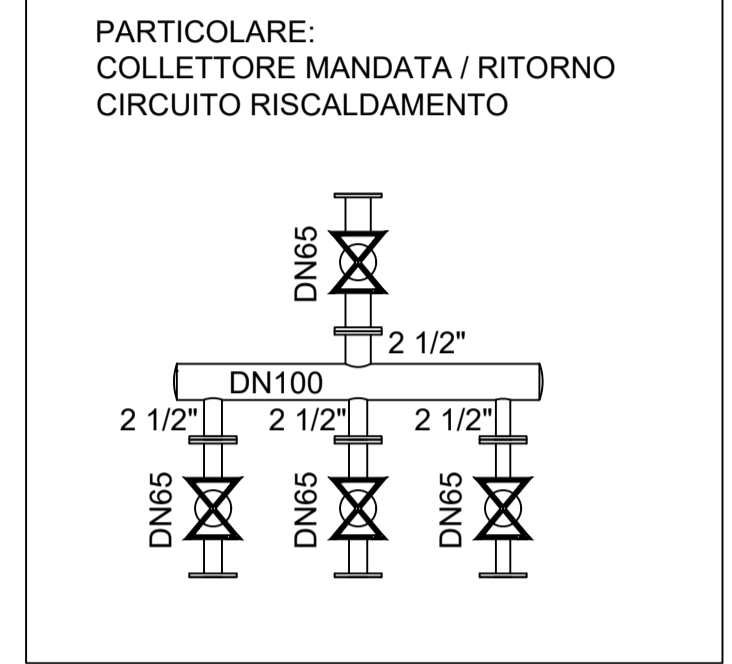 PARTICOLARE:
COLLETTORE MANDATA / RITORNO
CIRCUITO RISCALDAMENTO
DN65
2 1/2"
DN100
2 1/2"
2 1/2"
2 1/2"
DN65
DN65
DN65